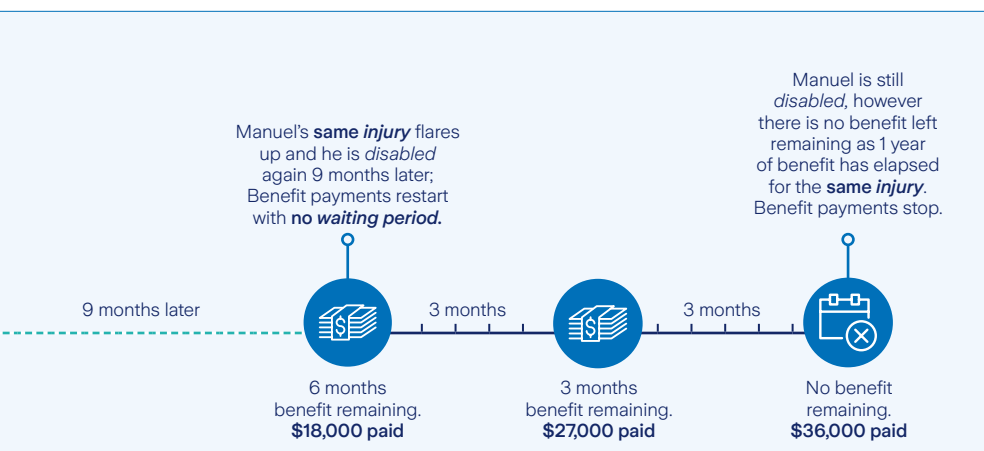 Manuel's same injury flares
up and he is disabled
again 9 months later;
Benefit payments restart
with no waiting period.
Manuel is still
disabled, however
there is no benefit left
remaining as 1 year
of benefit has elapsed
for the same injury.
Benefit payments stop.
9 months later
3 months
3 months
$
$
6 months
benefit remaining.
$18,000 paid
3 months
benefit remaining.
$27,000 paid
No benefit
remaining.
$36,000 paid